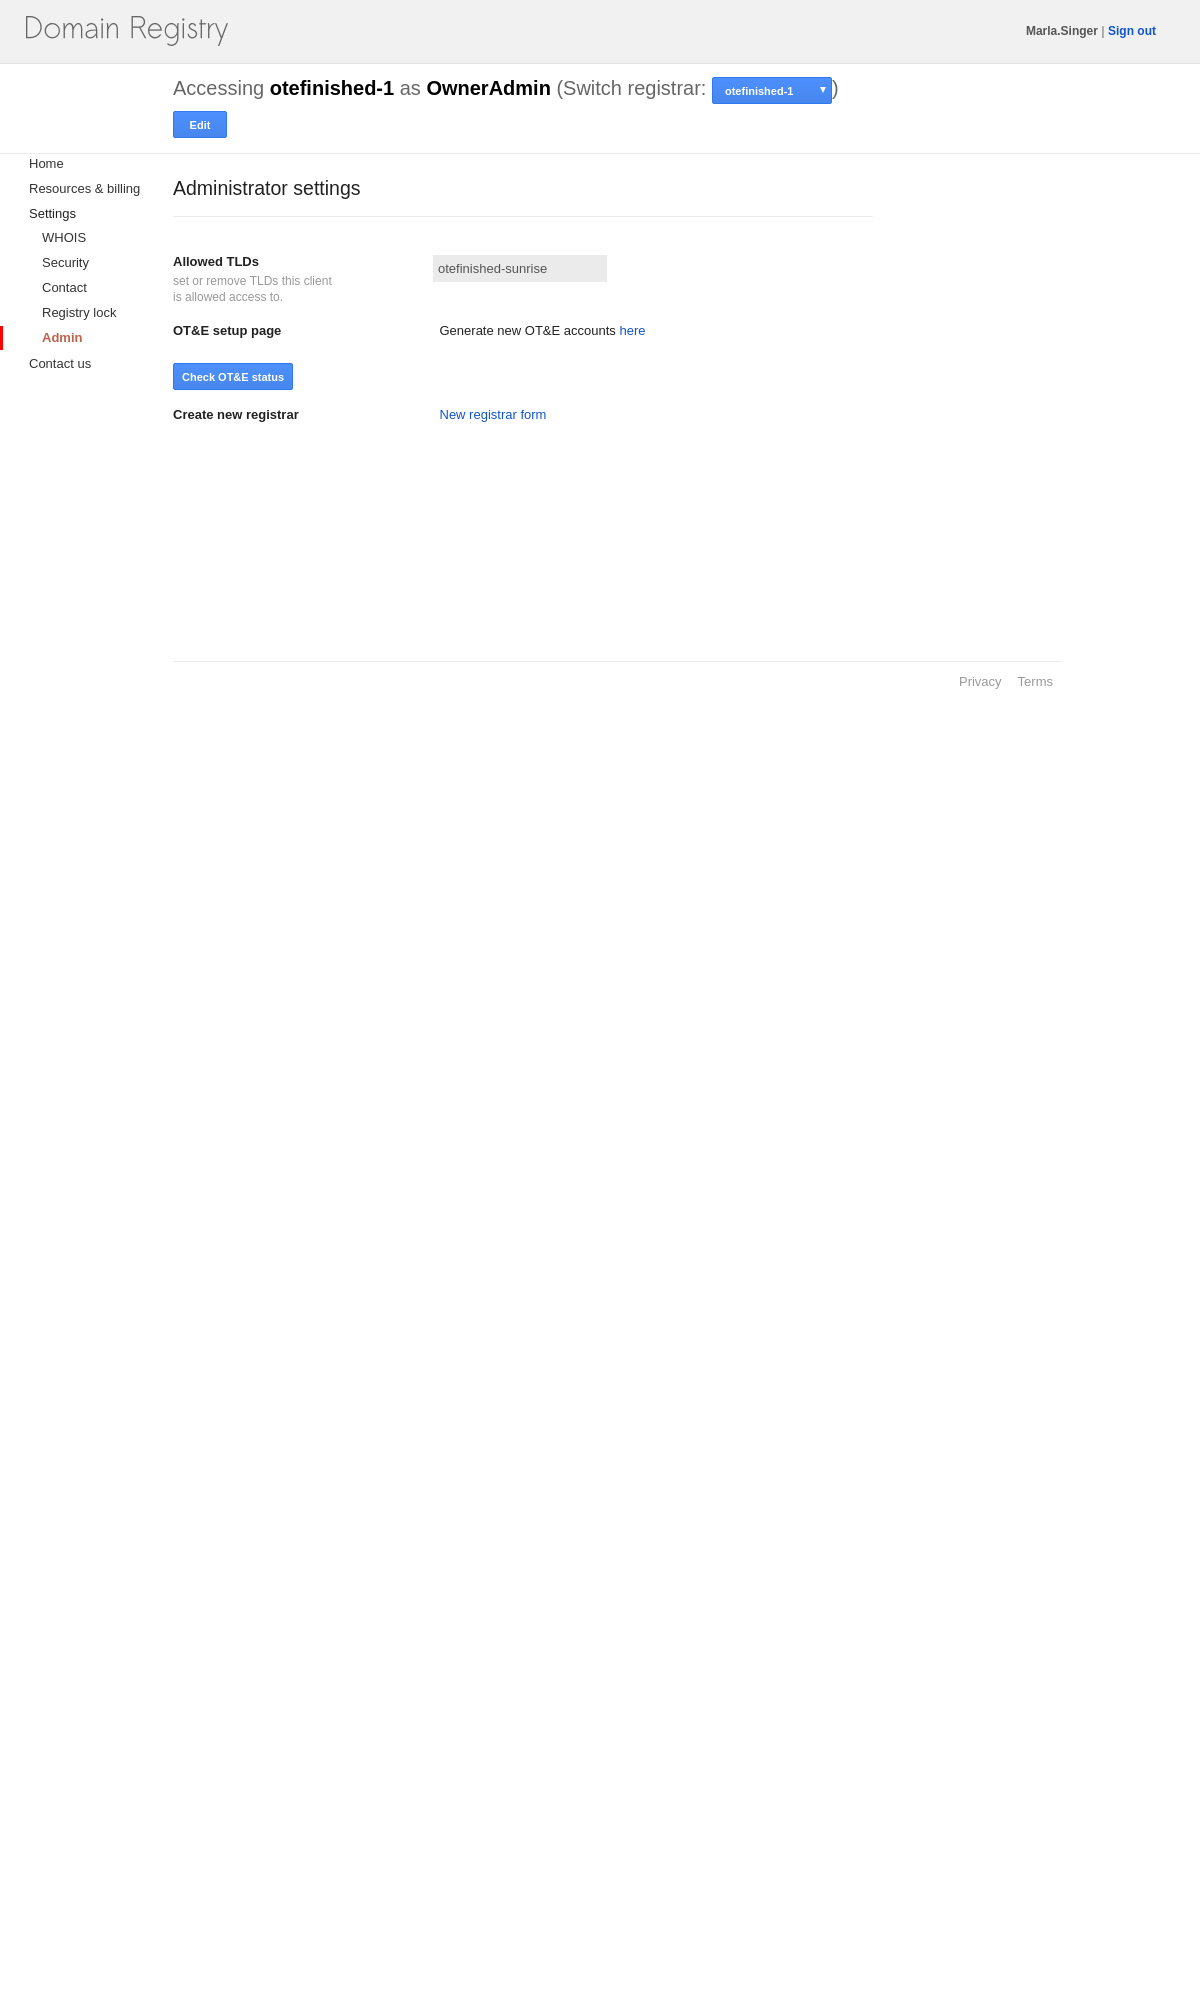 Domain Registry
Marla.Singer | Sign out
Accessing otefinished-1 as OwnerAdmin (Switch registrar: otefinished-1 ▼)
Edit
Home
Resources & billing
Settings
WHOIS
Security
Contact
Registry lock
Admin
Contact us
Administrator settings
Allowed TLDs
set or remove TLDs this client
is allowed access to.
otefinished-sunrise
OT&E setup page
Generate new OT&E accounts here
Check OT&E status
Create new registrar
New registrar form
Privacy Terms